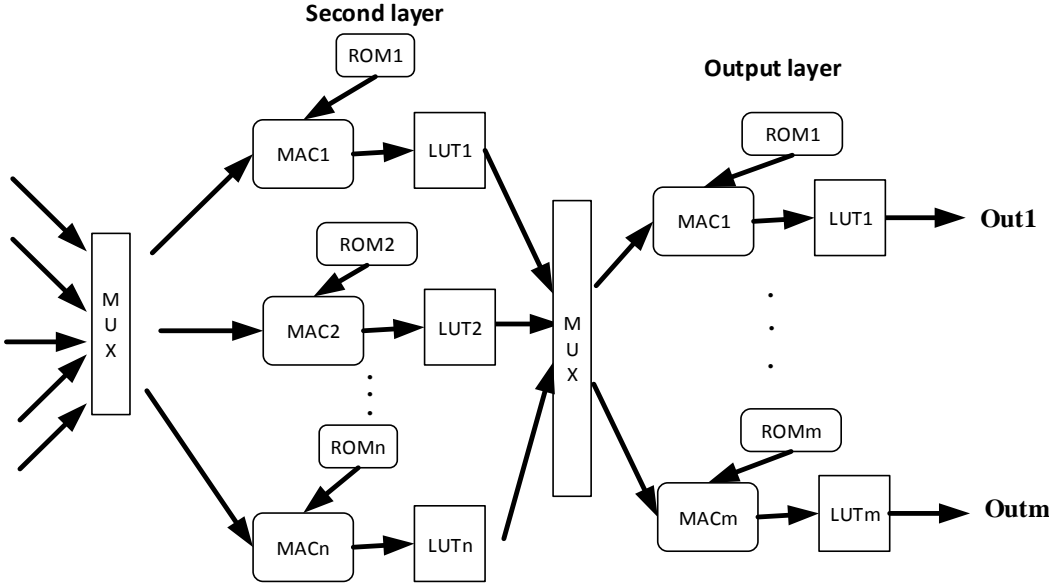 Second layer
ROM1
MAC1
LUT1
ROM2
MAC2
LUT2
ROMn
MACn
LUTn
M
U
X
M
U
X
Output layer
ROM1
MAC1
LUT1
Out1
ROMm
MACm
LUTm
Outm